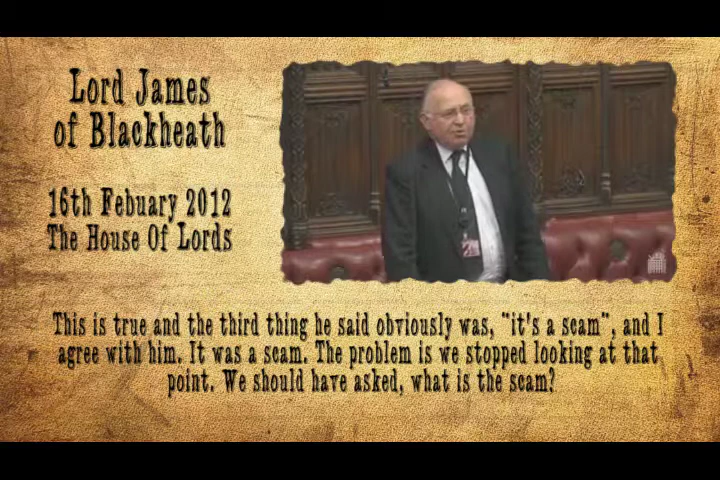 Lord James
of Blackheath
16th Febuary 2012
The House Of Lords
This is true and the third thing he said obviously was, "it's a scam", and I
agree with him. It was a scam. The problem is we stopped looking at that
point. We should have asked, what is the scam?